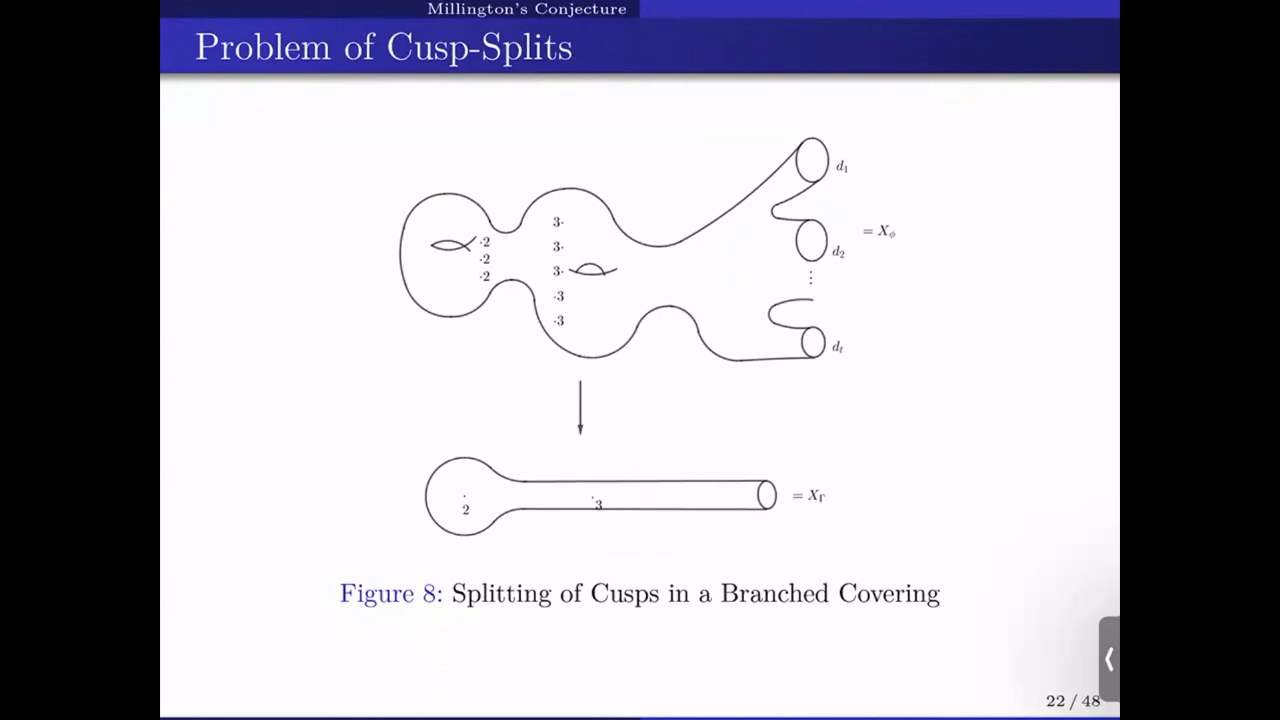 Millington's Conjecture
Problem of Cusp-Splits
d₁
·2
·2
·2
3·
3·
3·
·3
·3
d₂
= X_φ
⋮
d_t
2
·3
= X_Γ
Figure 8: Splitting of Cusps in a Branched Covering
22 / 48